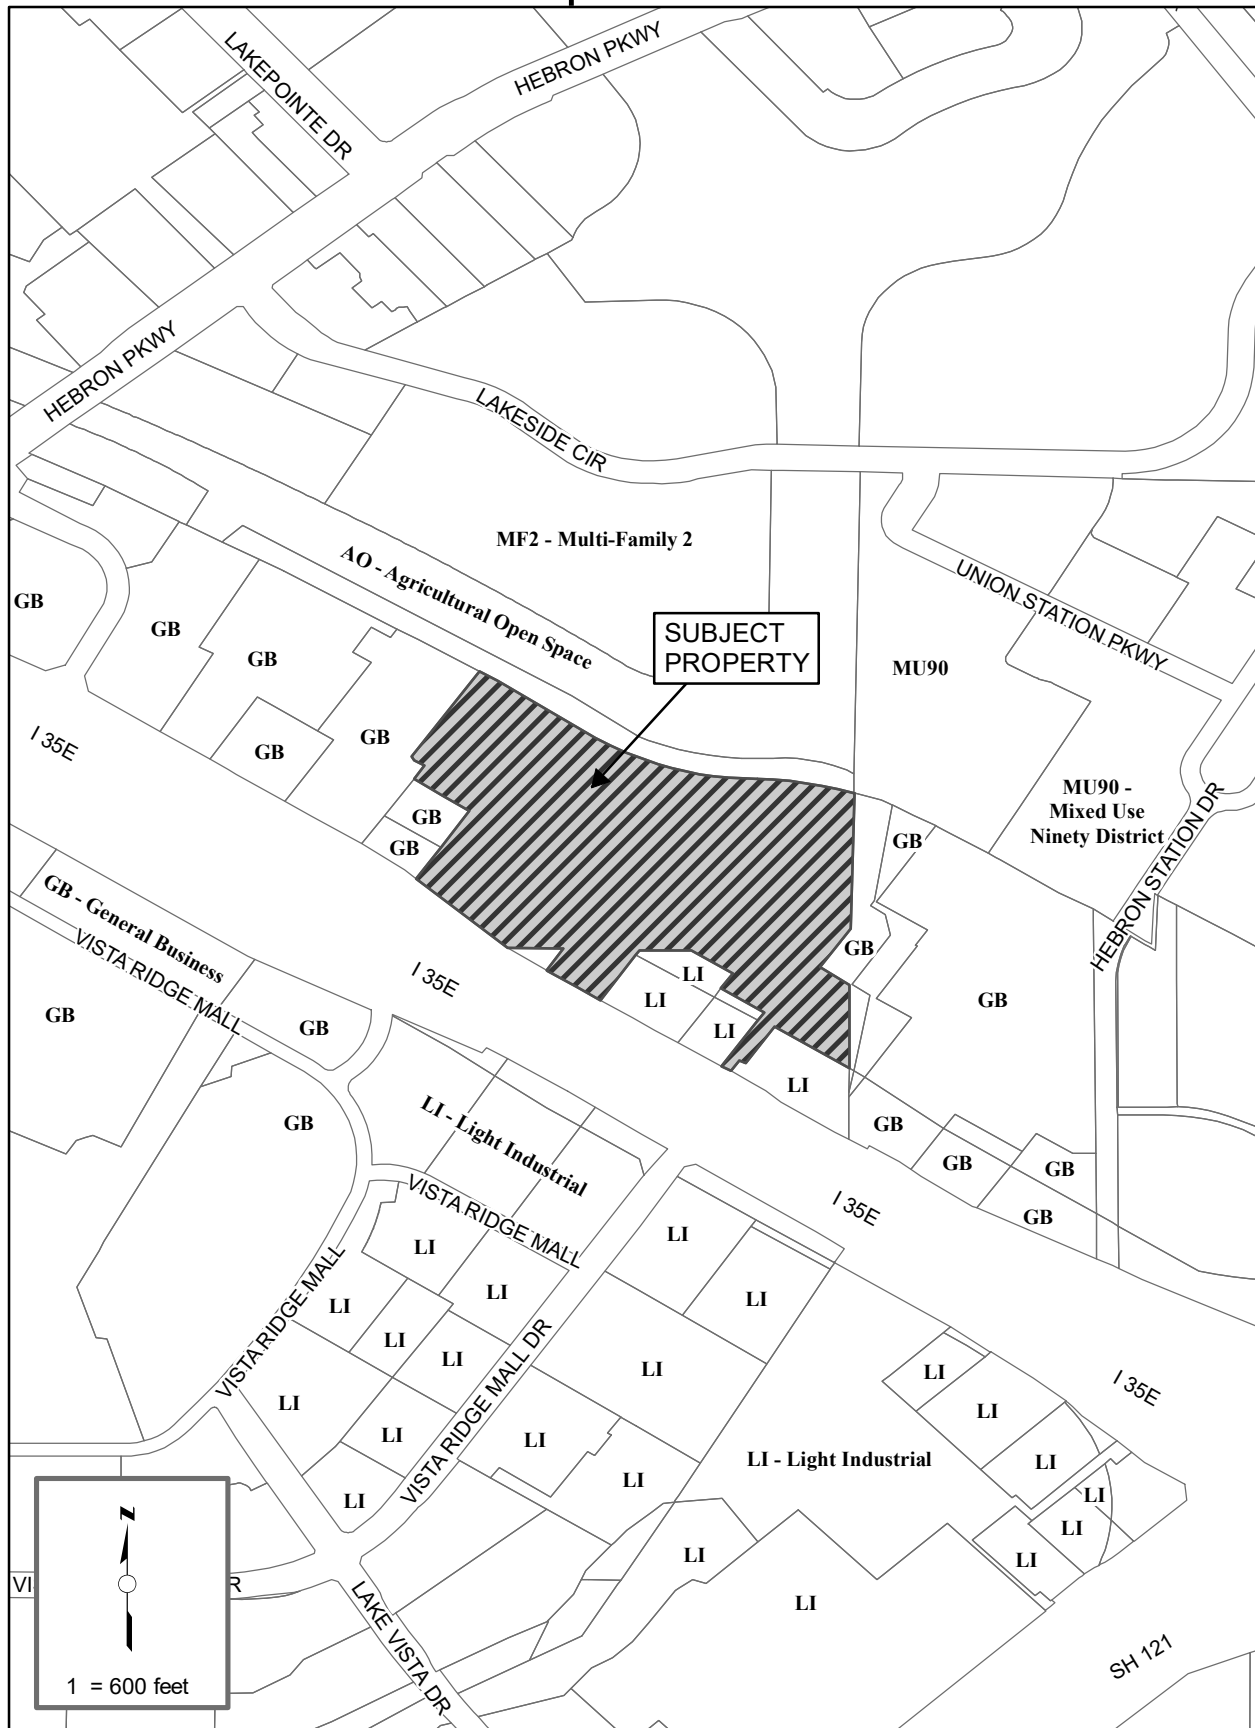 LAKEPOINTE DR
HEBRON PKWY
HEBRON PKWY
LAKESIDE CIR
MF2 - Multi-Family 2
AO - Agricultural Open Space
UNION STATION PKWY
SUBJECT
PROPERTY
MU90
GB
GB
GB
GB
GB
I 35E
MU90 -
Mixed Use
Ninety District
HEBRON STATION DR
GB
GB
GB
GB
GB
GB - General Business
VISTA RIDGE MALL
I 35E
LI
LI
LI
LI
GB
GB
GB
LI - Light Industrial
VISTA RIDGE MALL
GB
GB
GB
GB
I 35E
LI
LI
LI
LI
LI
LI
LI
VISTA RIDGE MALL
VISTA RIDGE MALL DR
LI
LI
I 35E
LI
LI
LI
LI
LI
LI - Light Industrial
LI
LI
LI
LI
LI
LI
LI
LI
z
VI
R
1 = 600 feet
LAKE VISTA DR
SH 121